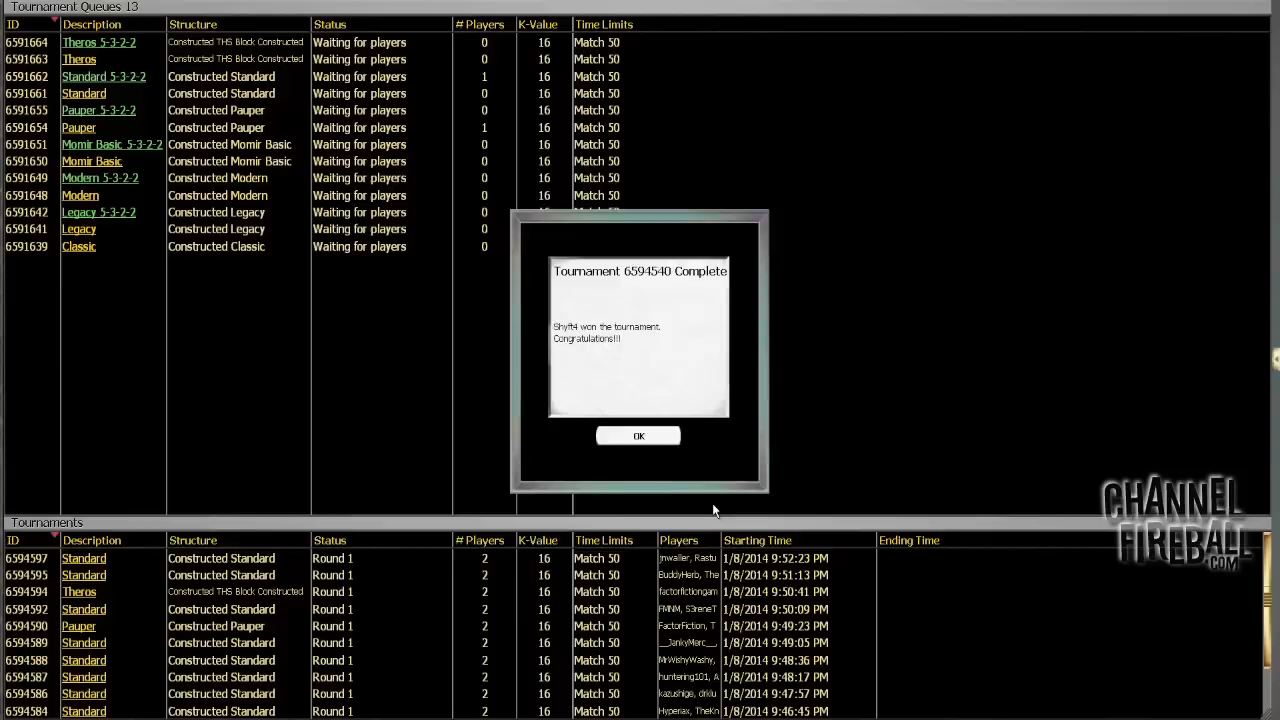 Tournament Queues 13
ID Description Structure Status # Players K-Value Time Limits
6591664 Theros 5-3-2-2 Constructed THS Block Constructed Waiting for players 0 16 Match 50
6591663 Theros Constructed THS Block Constructed Waiting for players 0 16 Match 50
6591662 Standard 5-3-2-2 Constructed Standard Waiting for players 1 16 Match 50
6591661 Standard Constructed Standard Waiting for players 0 16 Match 50
6591655 Pauper 5-3-2-2 Constructed Pauper Waiting for players 0 16 Match 50
6591654 Pauper Constructed Pauper Waiting for players 1 16 Match 50
6591651 Momir Basic 5-3-2-2 Constructed Momir Basic Waiting for players 0 16 Match 50
6591650 Momir Basic Constructed Momir Basic Waiting for players 0 16 Match 50
6591649 Modern 5-3-2-2 Constructed Modern Waiting for players 0 16 Match 50
6591648 Modern Constructed Modern Waiting for players 0 16 Match 50
6591642 Legacy 5-3-2-2 Constructed Legacy Waiting for players 0
6591641 Legacy Constructed Legacy Waiting for players 0
6591639 Classic Constructed Classic Waiting for players 0
Tournament 6594540 Complete
Shyft4 won the tournament.
Congratulations!!!
OK
CHANNEL
FIREBALL
.COM
Tournaments
ID Description Structure Status # Players K-Value Time Limits Players Starting Time Ending Time
6594597 Standard Constructed Standard Round 1 2 16 Match 50 jnwaller, Rastu 1/8/2014 9:52:23 PM
6594595 Standard Constructed Standard Round 1 2 16 Match 50 BuddyHerb, The 1/8/2014 9:51:13 PM
6594594 Theros Constructed THS Block Constructed Round 1 2 16 Match 50 factorfictiongam 1/8/2014 9:50:41 PM
6594592 Standard Constructed Standard Round 1 2 16 Match 50 FMNM, S3reneT 1/8/2014 9:50:09 PM
6594590 Pauper Constructed Pauper Round 1 2 16 Match 50 FactorFiction, T 1/8/2014 9:49:23 PM
6594589 Standard Constructed Standard Round 1 2 16 Match 50 __JankyMerc__, 1/8/2014 9:49:05 PM
6594588 Standard Constructed Standard Round 1 2 16 Match 50 MrWishyWashy, 1/8/2014 9:48:36 PM
6594587 Standard Constructed Standard Round 1 2 16 Match 50 huntering101, A 1/8/2014 9:48:17 PM
6594586 Standard Constructed Standard Round 1 2 16 Match 50 kazushige, drklu 1/8/2014 9:47:57 PM
6594584 Standard Constructed Standard Round 1 2 16 Match 50 Hyperiax, TheKn 1/8/2014 9:46:45 PM